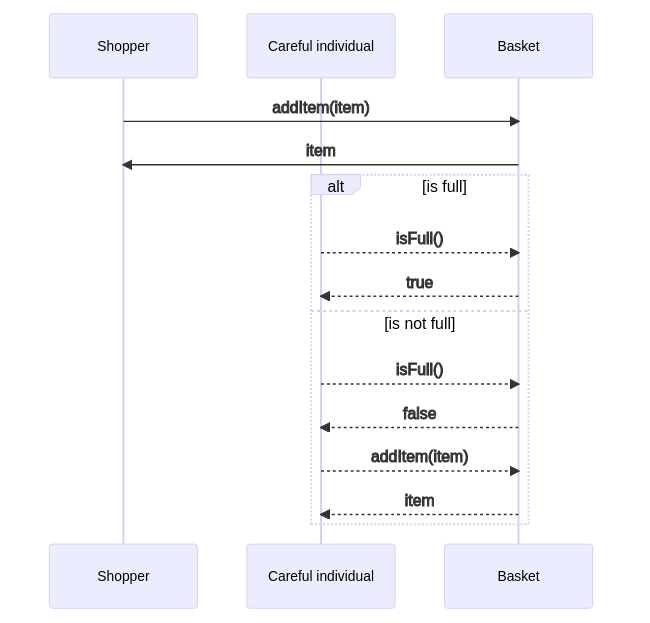 Shopper
Careful individual
Basket
addItem(item)
item
alt
[is full]
isFull()
true
[is not full]
isFull()
false
addItem(item)
item
Shopper
Careful individual
Basket